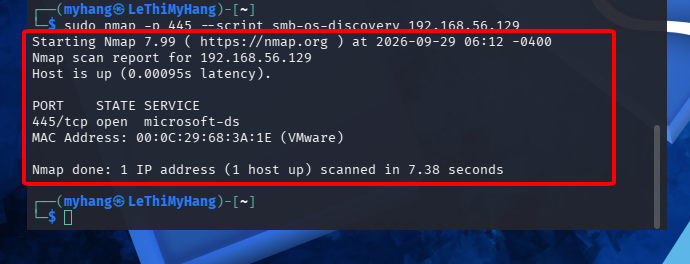 ┌──(myhang㉿LeThiMyHang)-[~]
└─$ sudo nmap -p 445 --script smb-os-discovery 192.168.56.129
Starting Nmap 7.99 ( https://nmap.org ) at 2026-09-29 06:12 -0400
Nmap scan report for 192.168.56.129
Host is up (0.00095s latency).
PORT    STATE SERVICE
445/tcp open  microsoft-ds
MAC Address: 00:0C:29:68:3A:1E (VMware)
Nmap done: 1 IP address (1 host up) scanned in 7.38 seconds
┌──(myhang㉿LeThiMyHang)-[~]
└─$